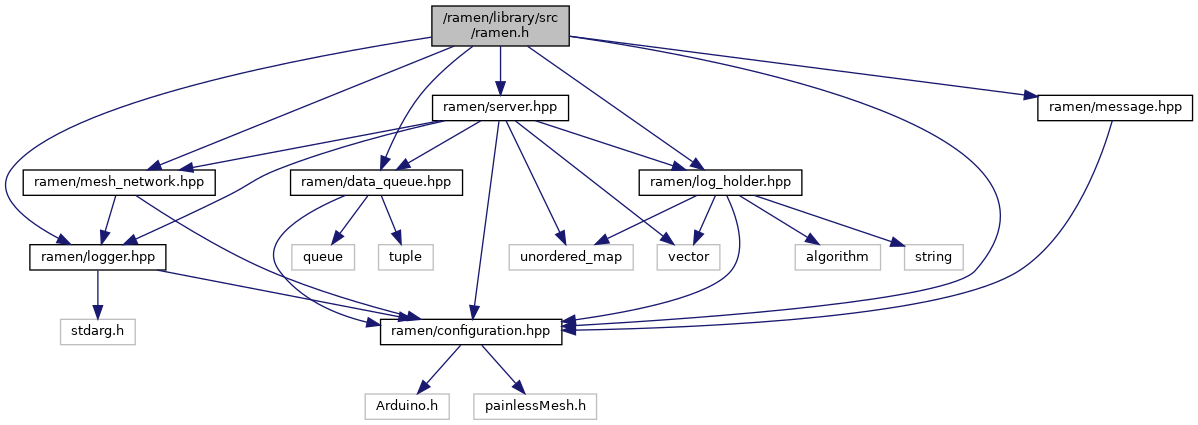 /ramen/library/src
/ramen.h
ramen/server.hpp
ramen/message.hpp
ramen/mesh_network.hpp
ramen/data_queue.hpp
ramen/log_holder.hpp
ramen/logger.hpp
queue
tuple
unordered_map
vector
algorithm
string
stdarg.h
ramen/configuration.hpp
Arduino.h
painlessMesh.h